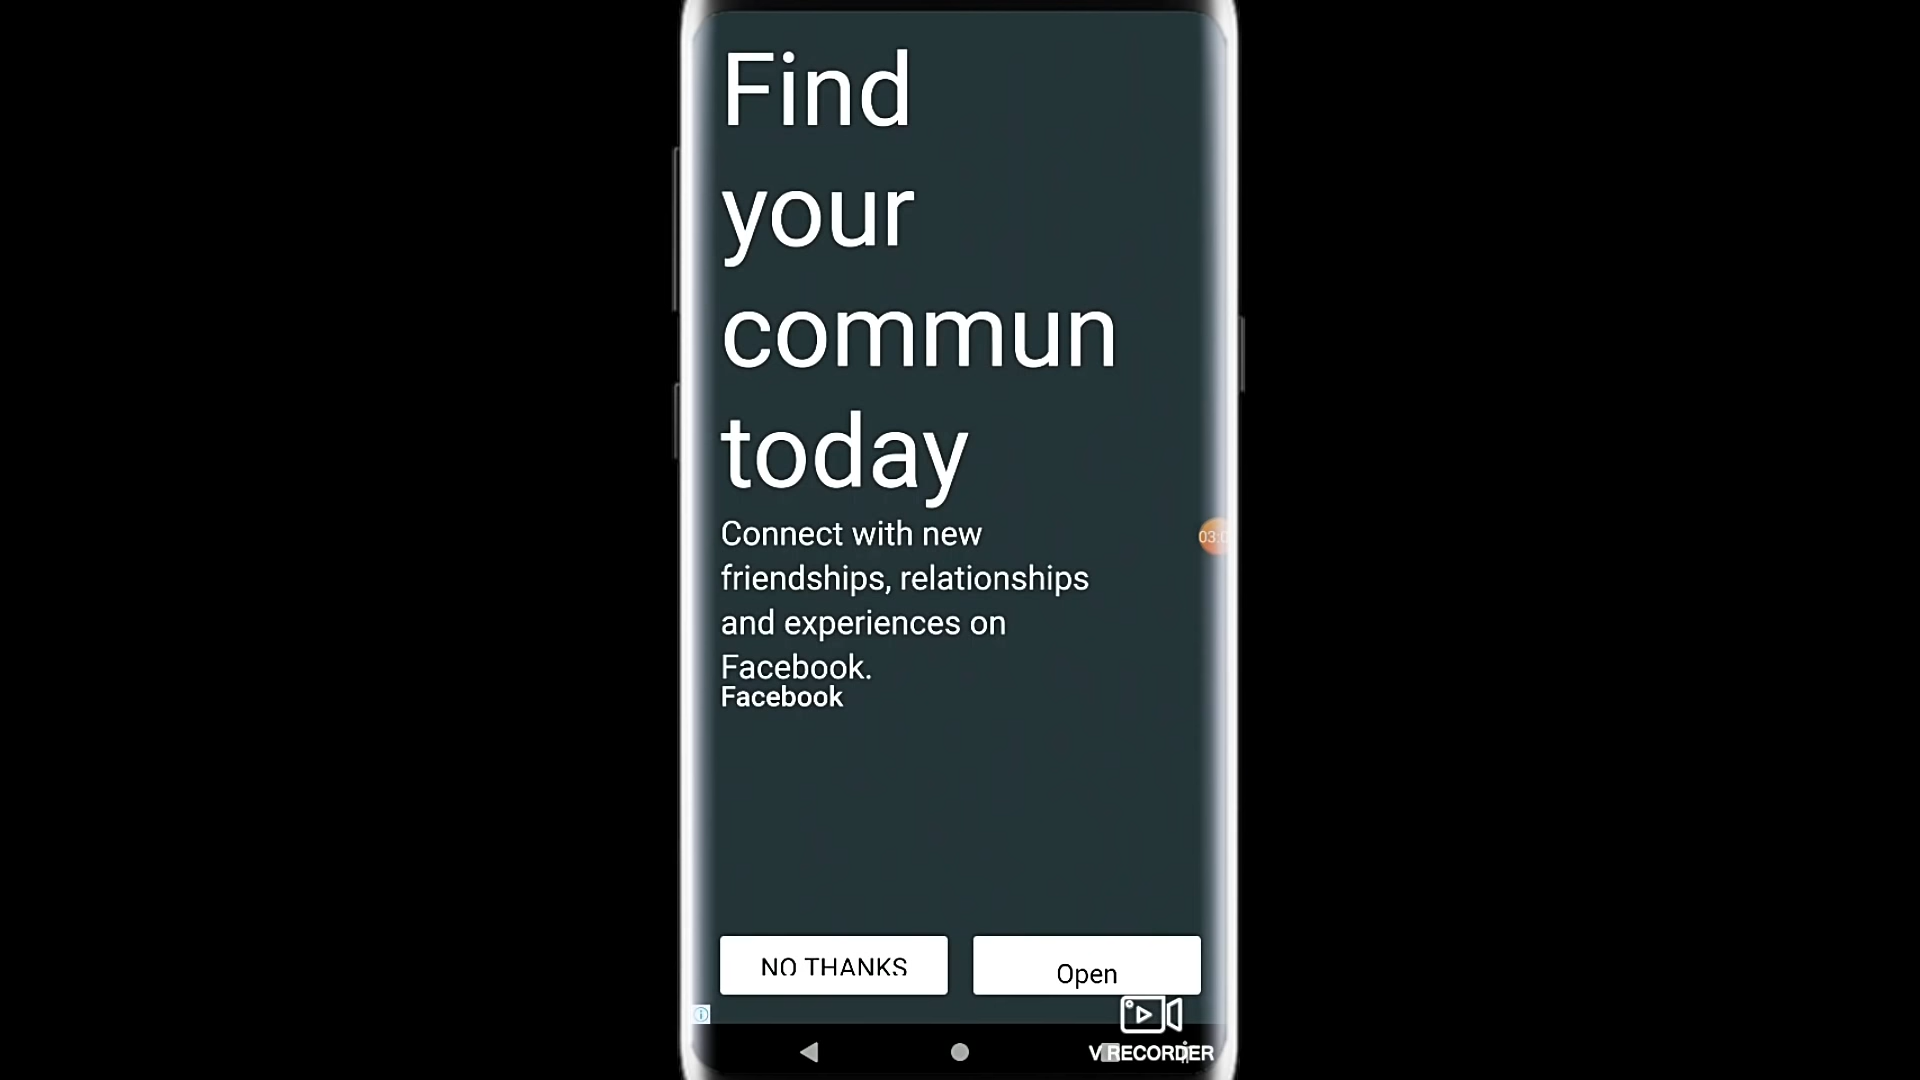 Find
your
commun
today
Connect with new
friendships, relationships
and experiences on
Facebook.
Facebook
NO THANKS
Open
V RECORDER